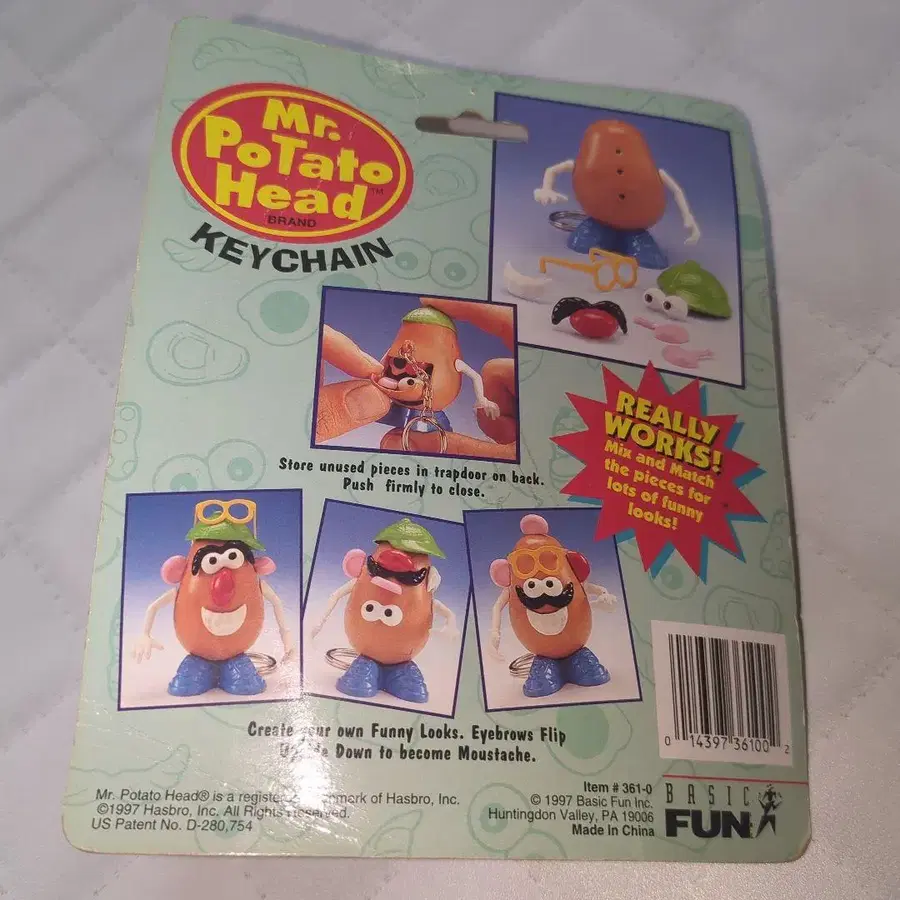 Mr.
PoTaTo
Head™
BRAND
KEYCHAIN
Store unused pieces in trapdoor on back.
Push firmly to close.
REALLY
WORKS!
Mix and Match
the pieces for
lots of funny
looks!
Create your own Funny Looks. Eyebrows Flip
Down to become Moustache.
Mr. Potato Head® is a of Hasbro, Inc.
©1997 Hasbro, Inc. All Rights Reserved.
US Patent No. D-280,754
Item # 361-0
© 1997 Basic Fun Inc.
Huntingdon Valley, PA 19006
Made In China
BASIC
FUN
0 14397 36100 2